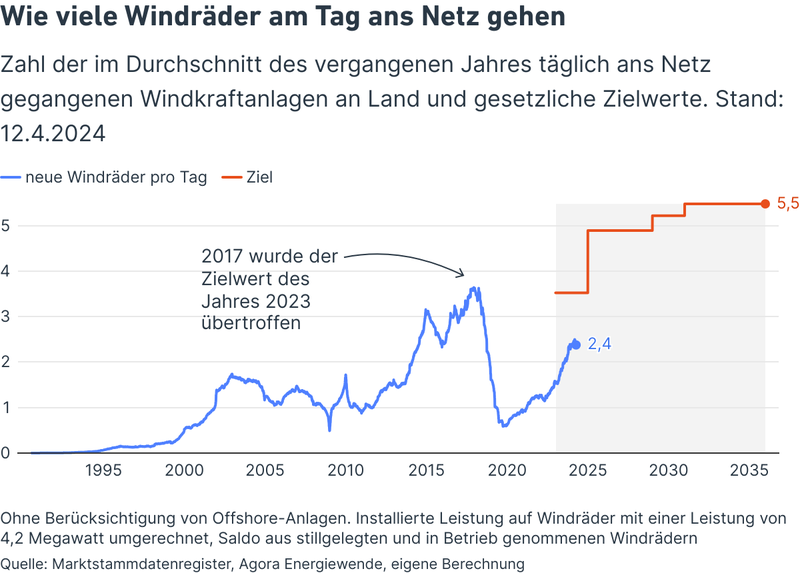 Wie viele Windräder am Tag ans Netz gehen
Zahl der im Durchschnitt des vergangenen Jahres täglich ans Netz
gegangenen Windkraftanlagen an Land und gesetzliche Zielwerte. Stand:
12.4.2024
neue Windräder pro Tag Ziel
5,5
5
2017 wurde der
Zielwert des
Jahres 2023
übertroffen
4
3
2,4
2
1
0
1995 2000 2005 2010 2015 2020 2025 2030 2035
Ohne Berücksichtigung von Offshore-Anlagen. Installierte Leistung auf Windräder mit einer Leistung von
4,2 Megawatt umgerechnet, Saldo aus stillgelegten und in Betrieb genommenen Windrädern
Quelle: Marktstammdatenregister, Agora Energiewende, eigene Berechnung